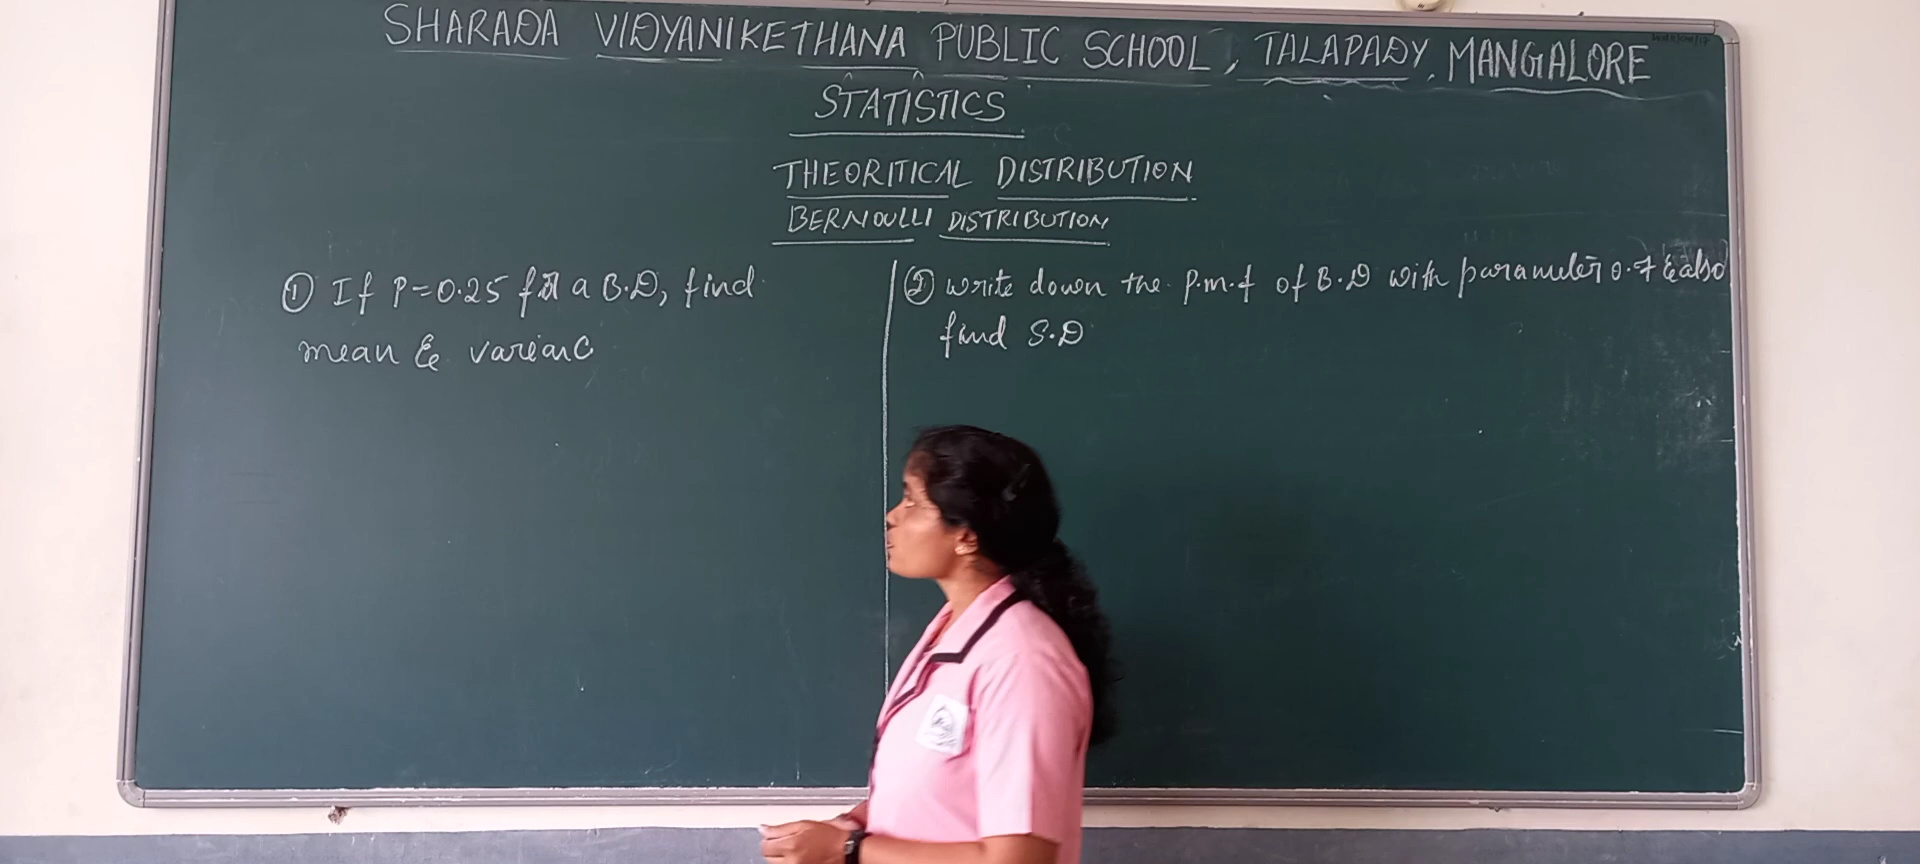 SHARADA VIDYANIKETHANA PUBLIC SCHOOL, TALAPADY, MANGALORE
STATISTICS
THEORITICAL DISTRIBUTION
BERNOULLI DISTRIBUTION
① If P=0.25 for a B.D, find
mean & varianc
② write down the p.m.f of B.D with parameter 0.7 & also
find S.D